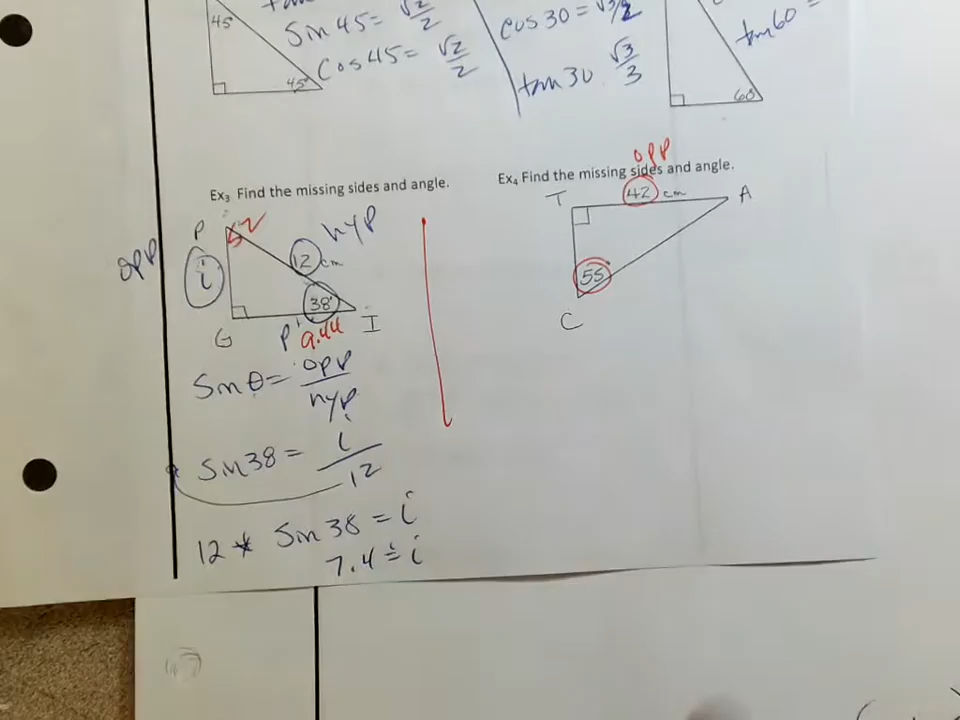 45
45°
Sin 45 = √2/2
Cos 45 = √2/2
Cos 30 = √3/2
tan 30 √3/3
tan 60 =
60
Ex3 Find the missing sides and angle.
P
52
hyp
opp
i
12 cm
38°
G
P
9.44
I
Sin θ = opp/hyp
Sin 38 = i/12
12 * Sin 38 = i
7.4 ≐ i
opp
Ex4 Find the missing sides and angle.
T
42 cm
A
55
C